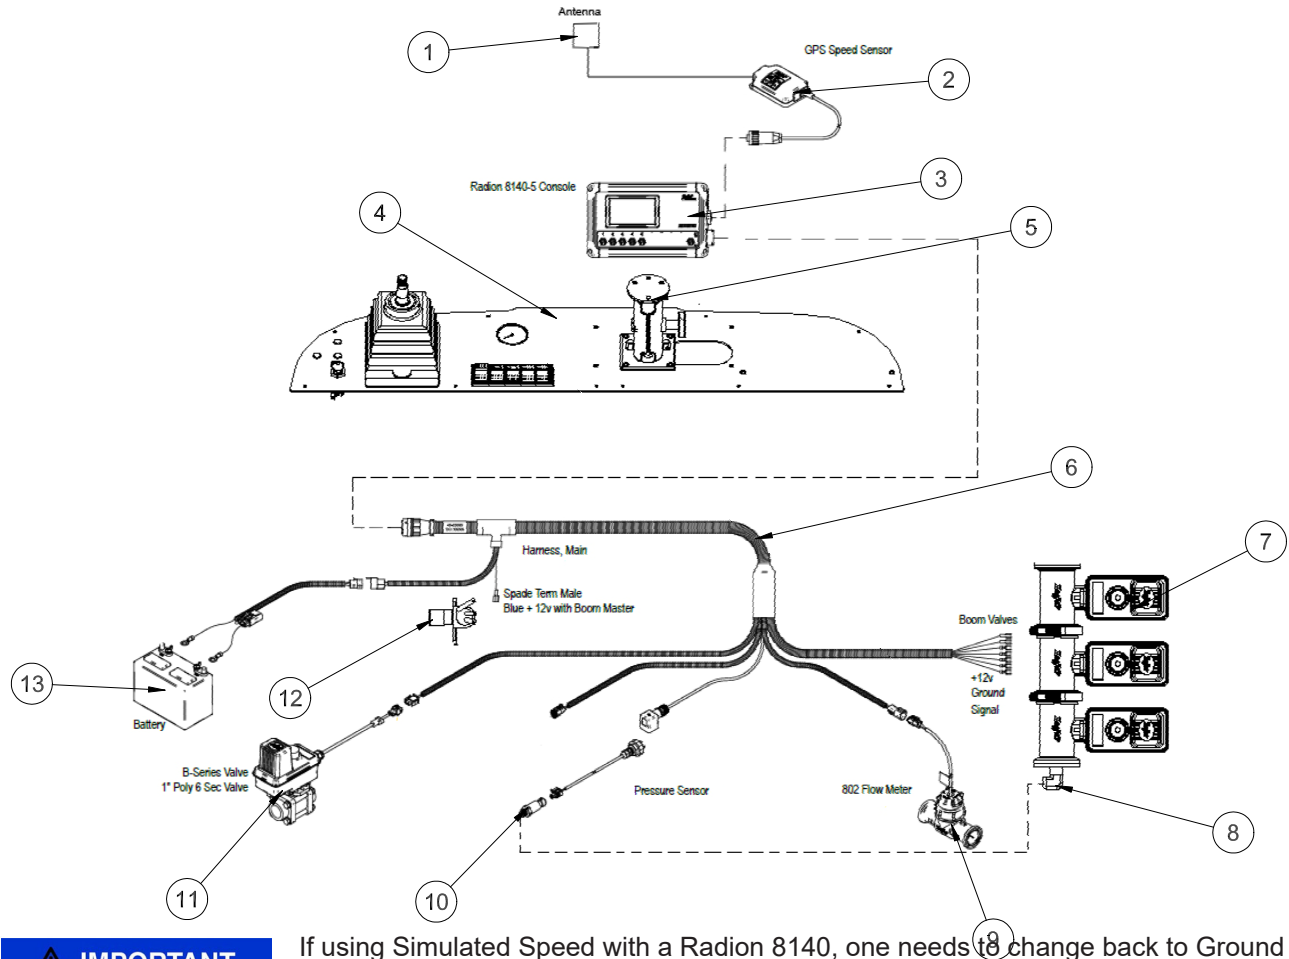 Antenna
1
GPS Speed Sensor
2
Radion 8140-5 Console
3
4
5
6
Harness, Main
7
Spade Term Male
Blue + 12v with Boom Master
Boom Valves
+12v
Ground
Signal
12
13
Battery
B-Series Valve
1" Poly 6 Sec Valve
Pressure Sensor
802 Flow Meter
8
11
10
9
IMPORTANT
If using Simulated Speed with a Radion 8140, one needs to change back to Ground